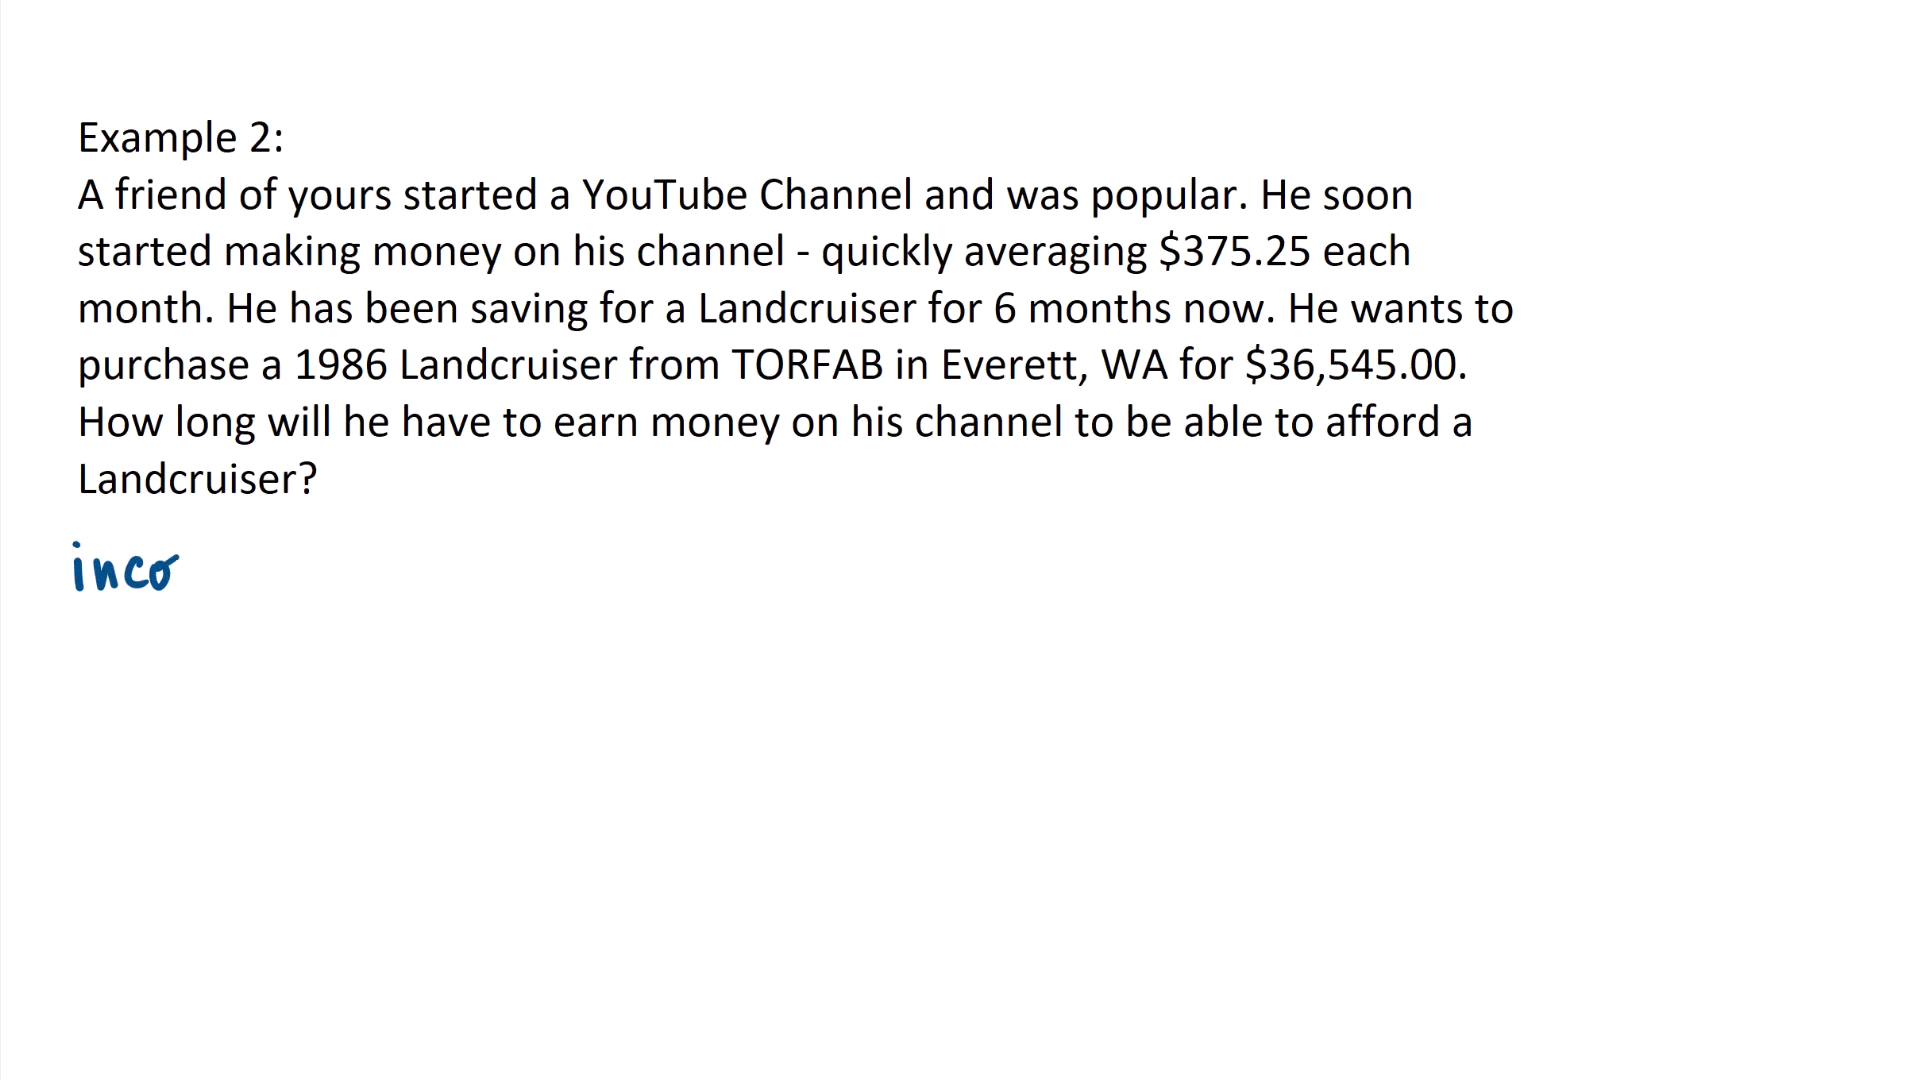 Example 2:
A friend of yours started a YouTube Channel and was popular. He soon
started making money on his channel - quickly averaging $375.25 each
month. He has been saving for a Landcruiser for 6 months now. He wants to
purchase a 1986 Landcruiser from TORFAB in Everett, WA for $36,545.00.
How long will he have to earn money on his channel to be able to afford a
Landcruiser?
inco